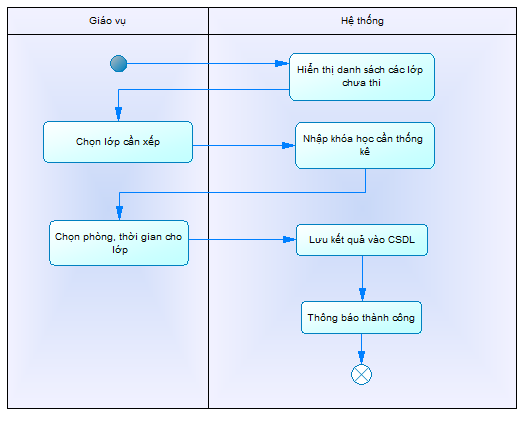 Giáo vụ
Hệ thống
Hiển thị danh sách các lớp
chưa thi
Chọn lớp cần xếp
Nhập khóa học cần thống
kê
Chọn phòng, thời gian cho
lớp
Lưu kết quả vào CSDL
Thông báo thành công